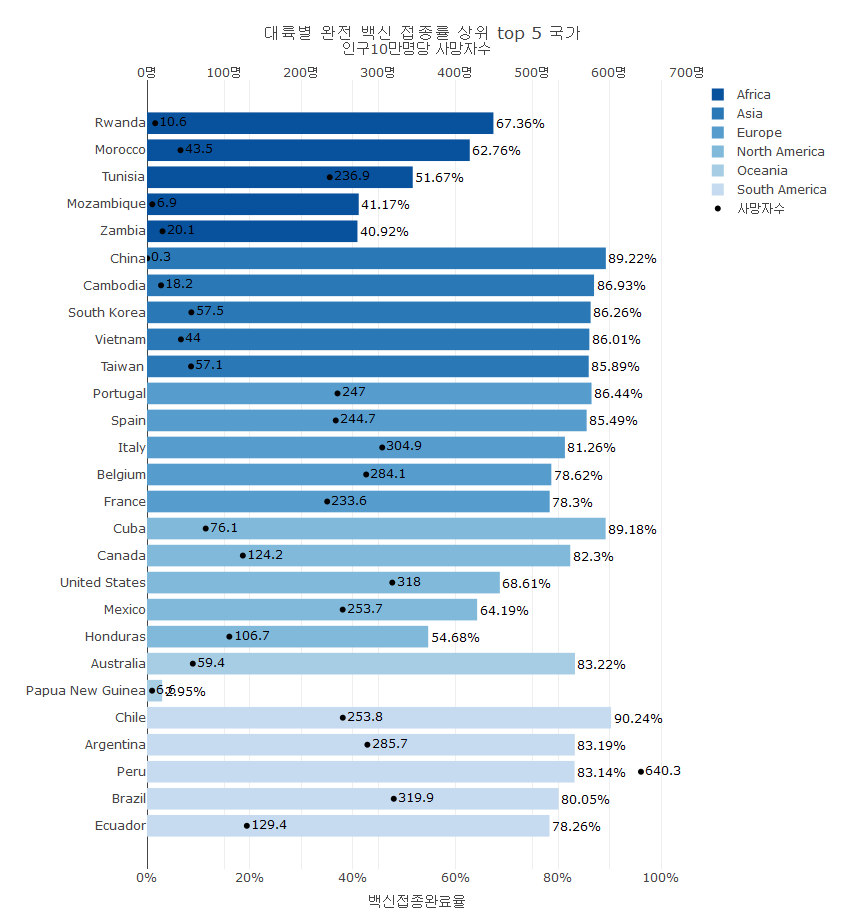 대륙별 완전 백신 접종률 상위 top 5 국가
인구10만명당 사망자수
0명 100명 200명 300명 400명 500명 600명 700명
Africa
Asia
Europe
North America
Oceania
South America
사망자수
Rwanda 10.6 67.36%
Morocco 43.5 62.76%
Tunisia 236.9 51.67%
Mozambique 6.9 41.17%
Zambia 20.1 40.92%
China 0.3 89.22%
Cambodia 18.2 86.93%
South Korea 57.5 86.26%
Vietnam 44 86.01%
Taiwan 57.1 85.89%
Portugal 247 86.44%
Spain 244.7 85.49%
Italy 304.9 81.26%
Belgium 284.1 78.62%
France 233.6 78.3%
Cuba 76.1 89.18%
Canada 124.2 82.3%
United States 318 68.61%
Mexico 253.7 64.19%
Honduras 106.7 54.68%
Australia 59.4 83.22%
Papua New Guinea 6.6 2.95%
Chile 253.8 90.24%
Argentina 285.7 83.19%
Peru 83.14% 640.3
Brazil 319.9 80.05%
Ecuador 129.4 78.26%
0% 20% 40% 60% 80% 100%
백신접종완료율